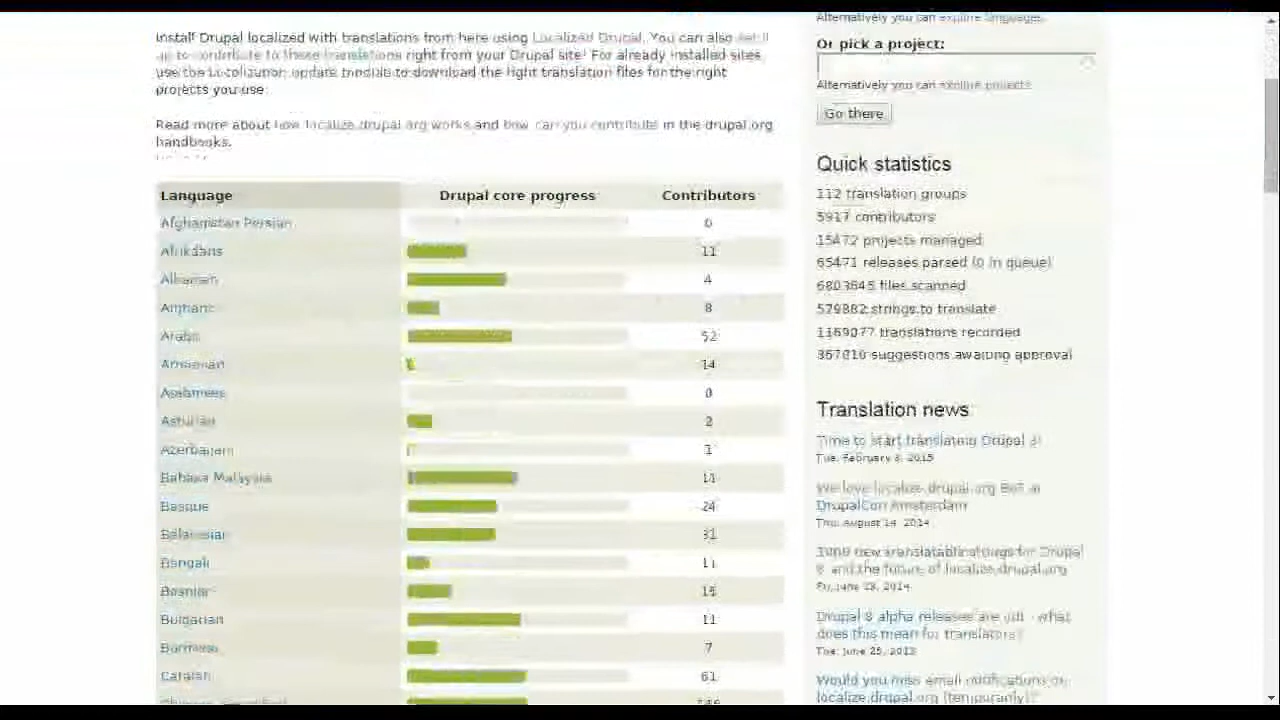 Install Drupal localized with translations from here using Localized Drupal. You can also set it
up to contribute to these translations right from your Drupal site! For already installed sites,
use the Localization update module to download the right translation files for the right
projects you use.
Read more about how localize.drupal.org works and how can you contribute in the drupal.org
handbooks.
Language Drupal core progress Contributors
Afghanistan Persian 0
Afrikaans 11
Albanian 4
Amharic 8
Arabic 52
Armenian 14
Assamese 0
Asturian 2
Azerbaijani
Bahasa Malaysia
Basque 24
Belarusian 31
Bengali 11
Bosnian
Bulgarian 11
Burmese 7
Catalan 61
Alternatively you can explore languages.
Or pick a project:
Alternatively you can explore projects.
Go there
Quick statistics
112 translation groups
5917 contributors
15472 projects managed
65471 releases parsed (0 in queue)
files scanned
strings to translate
translations recorded
suggestions awaiting approval
Translation news
Time to start translating Drupal 8!
Tue, February 2015
We love localize.drupal.org BoF at
DrupalCon Amsterdam
Thu, August 14, 2014
new translatable strings for Drupal
8 and the future of localize.drupal.org
Fri, June 2014
Drupal 8 alpha releases are out - what
does this mean for translators?
Tue, June 25, 2013
Would you miss email notifications on
localize.drupal.org (temporarily)?